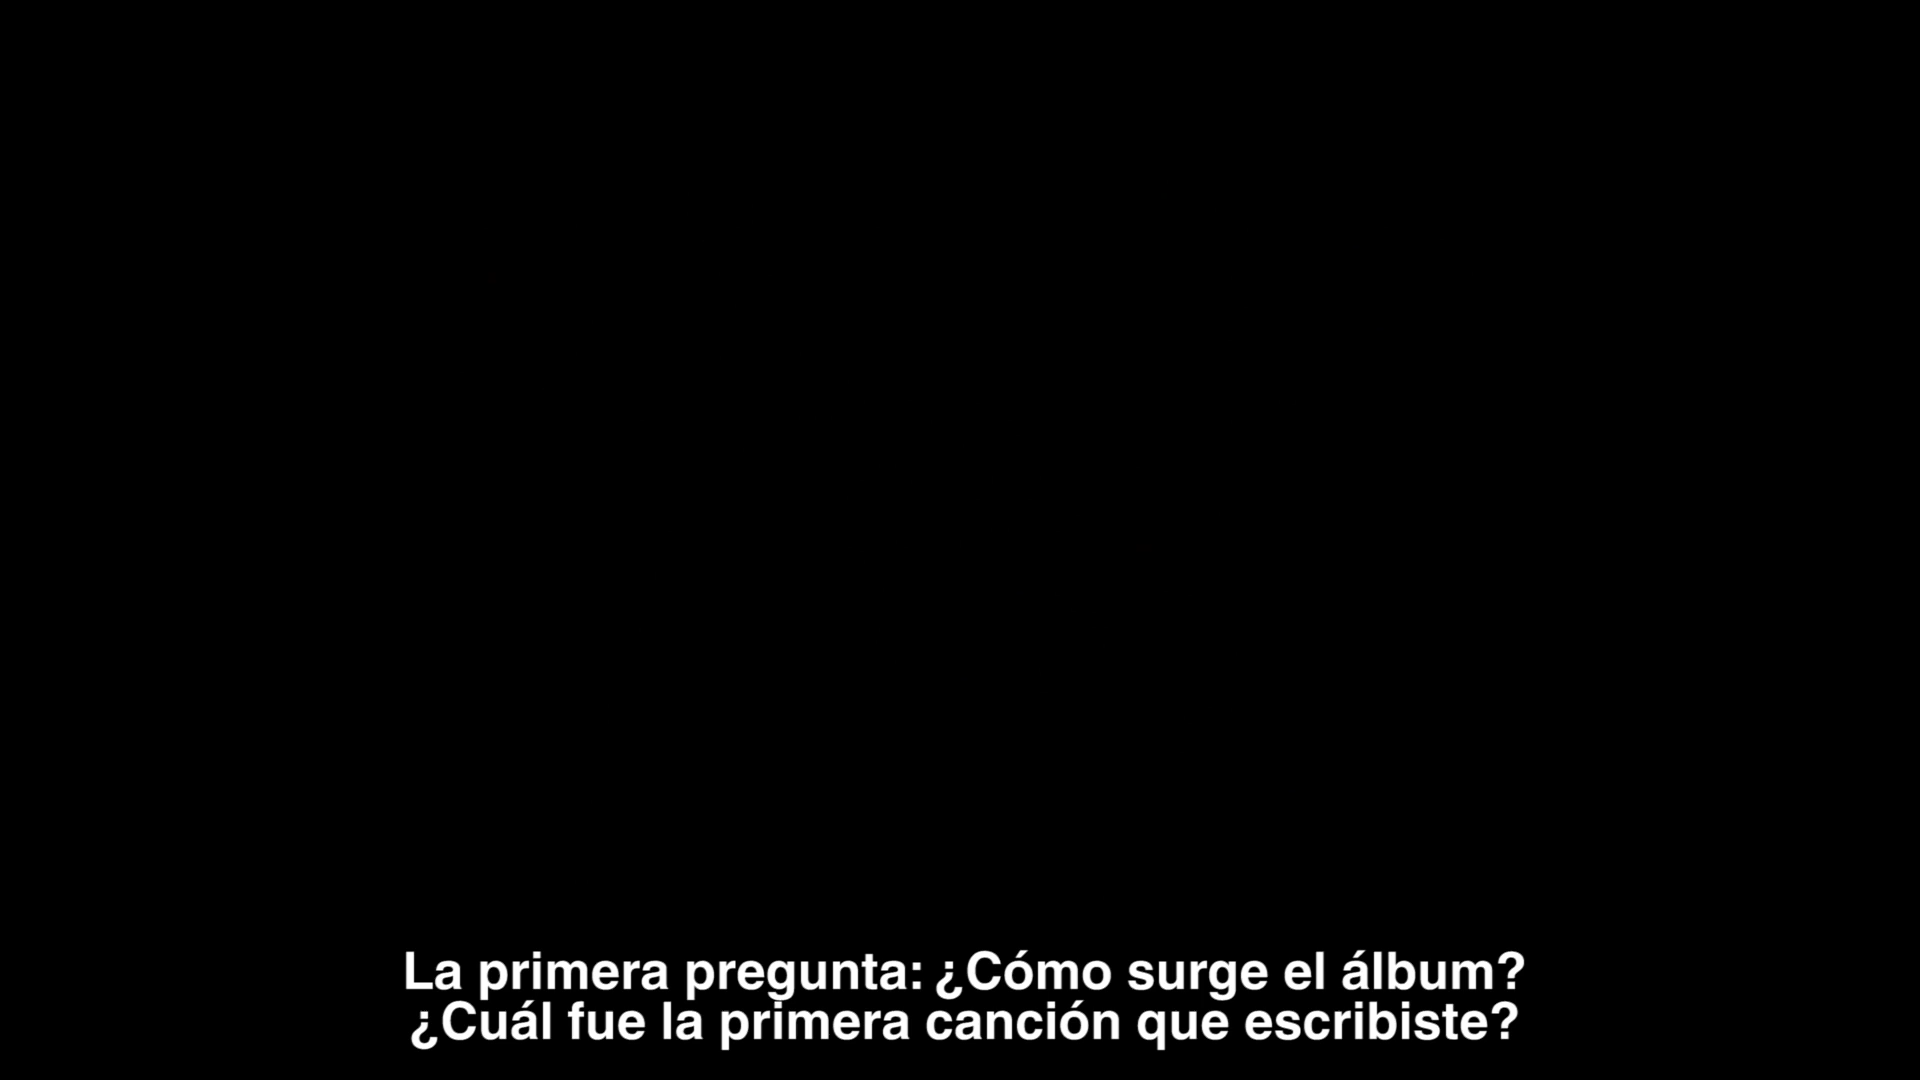 La primera pregunta: ¿Cómo surge el álbum?
¿Cuál fue la primera canción que escribiste?